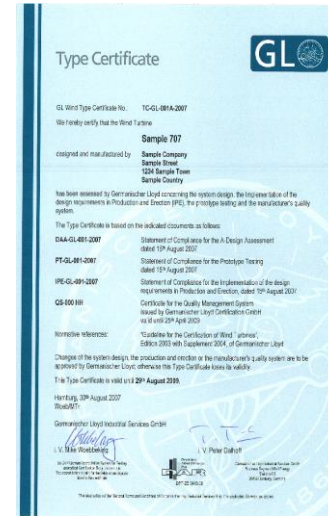 Type Certificate
GL
GL Wind Type Certificate No. TC-GL-001A-2007
We hereby certify that the Wind Turbine
Sample 707
designed and manufactured by Sample Company
Sample Street
1234 Sample Town
Sample Country
has been assessed by Germanischer Lloyd concerning the system design, the implementation of the
design requirements in Production and Erection (IPE), the prototype testing and the manufacturer's quality
system.
The Type Certificate is based on the indicated documents as follows:
DAA-GL-001-2007 Statement of Compliance for the A-Design Assessment
dated 15th August 2007
PT-GL-001-2007 Statement of Compliance for the Prototype Testing
dated 15th August 2007
IPE-GL-001-2007 Statement of Compliance for the Implementation of the design
requirements in Production and Erection, dated 15th August 2007
QS-000 HH Certificate for the Quality Management System
issued by Germanischer Lloyd Certification GmbH
valid until 25th April 2009
Normative references: "Guideline for the Certification of Wind Turbines",
Edition 2003 with Supplement 2004, of Germanischer Lloyd
Changes of the system design, the production and erection or the manufacturer's quality system are to be
approved by Germanischer Lloyd; otherwise this Type Certificate loses its validity.
This Type Certificate is valid until 29th August 2009.
Hamburg, 30th August 2007
Woeb/MTr.
Germanischer Lloyd Industrial Services GmbH
i. V. Mike Woebbeking
i. V. Peter Dalhoff
DAR